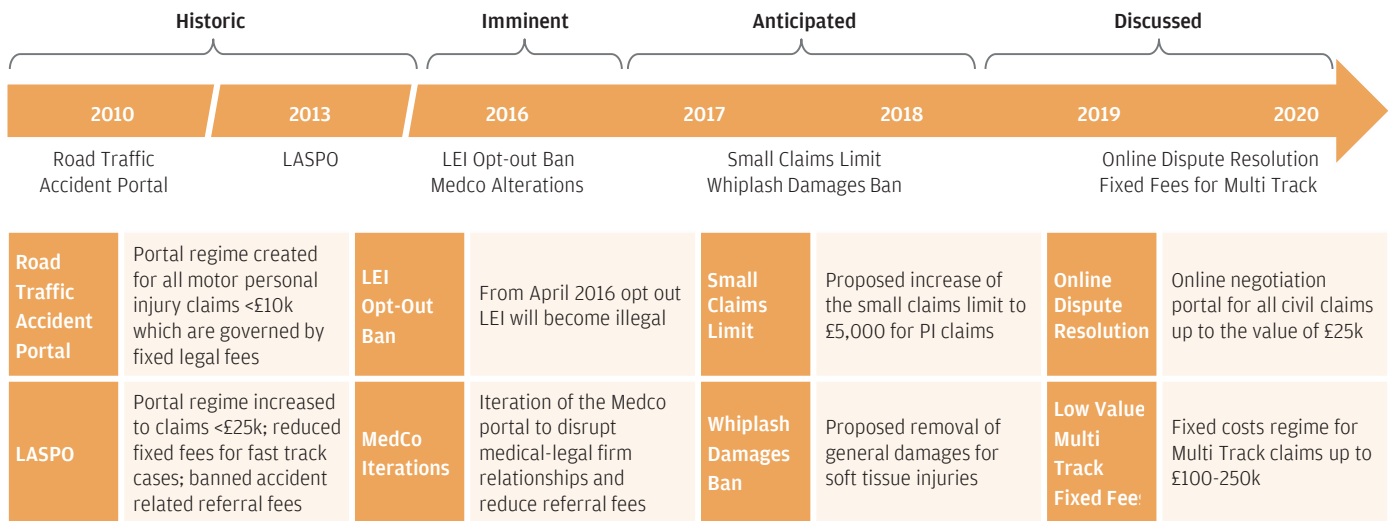 Historic
Imminent
Anticipated
Discussed
2010
2013
2016
2017
2018
2019
2020
Road Traffic
Accident Portal
LASPO
LEI Opt-out Ban
Medco Alterations
Small Claims Limit
Whiplash Damages Ban
Online Dispute Resolution
Fixed Fees for Multi Track
Road
Traffic
Accident
Portal
Portal regime created
for all motor personal
injury claims <£10k
which are governed by
fixed legal fees
LEI
Opt-Out
Ban
From April 2016 opt out
LEI will become illegal
Small
Claims
Limit
Proposed increase of
the small claims limit to
£5,000 for PI claims
Online
Dispute
Resolution
Online negotiation
portal for all civil claims
up to the value of £25k
LASPO
Portal regime increased
to claims <£25k; reduced
fixed fees for fast track
cases; banned accident
related referral fees
MedCo
Iterations
Iteration of the Medco
portal to disrupt
medical-legal firm
relationships and
reduce referral fees
Whiplash
Damages
Ban
Proposed removal of
general damages for
soft tissue injuries
Low Value
Multi
Track
Fixed Fees
Fixed costs regime for
Multi Track claims up to
£100-250k